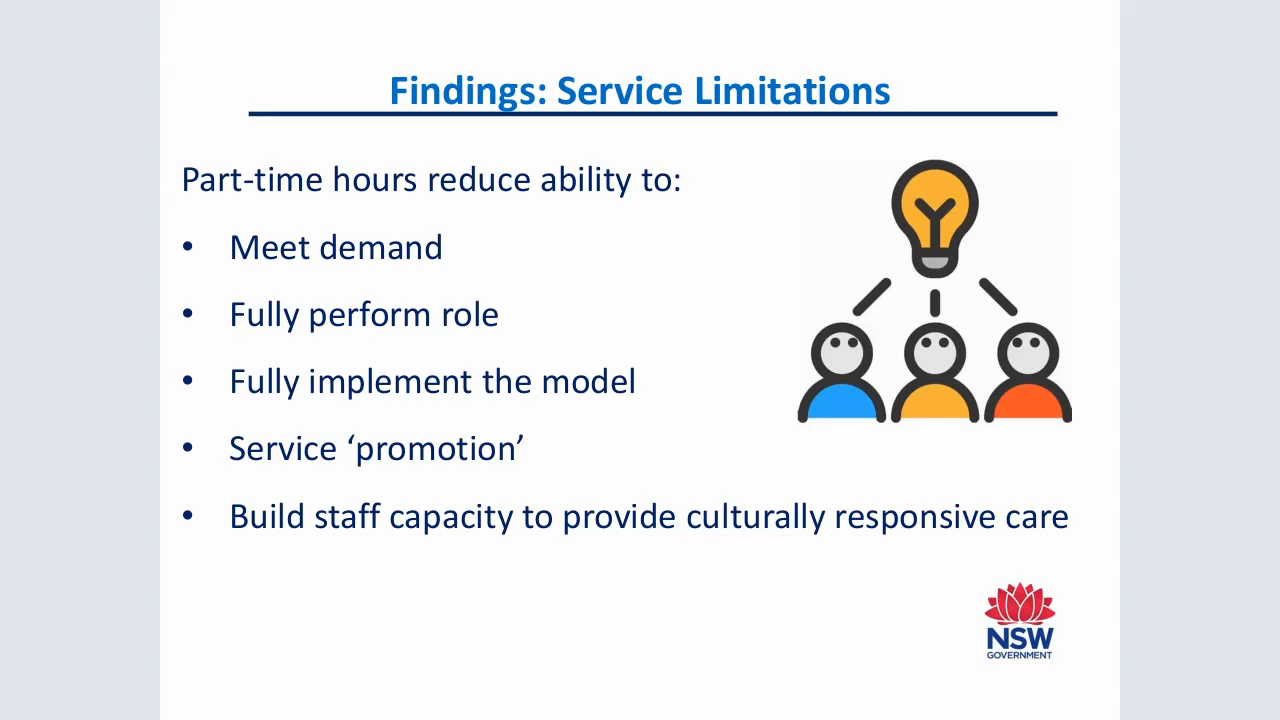 Findings: Service Limitations
Part-time hours reduce ability to:
• Meet demand
• Fully perform role
• Fully implement the model
• Service ‘promotion’
• Build staff capacity to provide culturally responsive care
NSW
GOVERNMENT